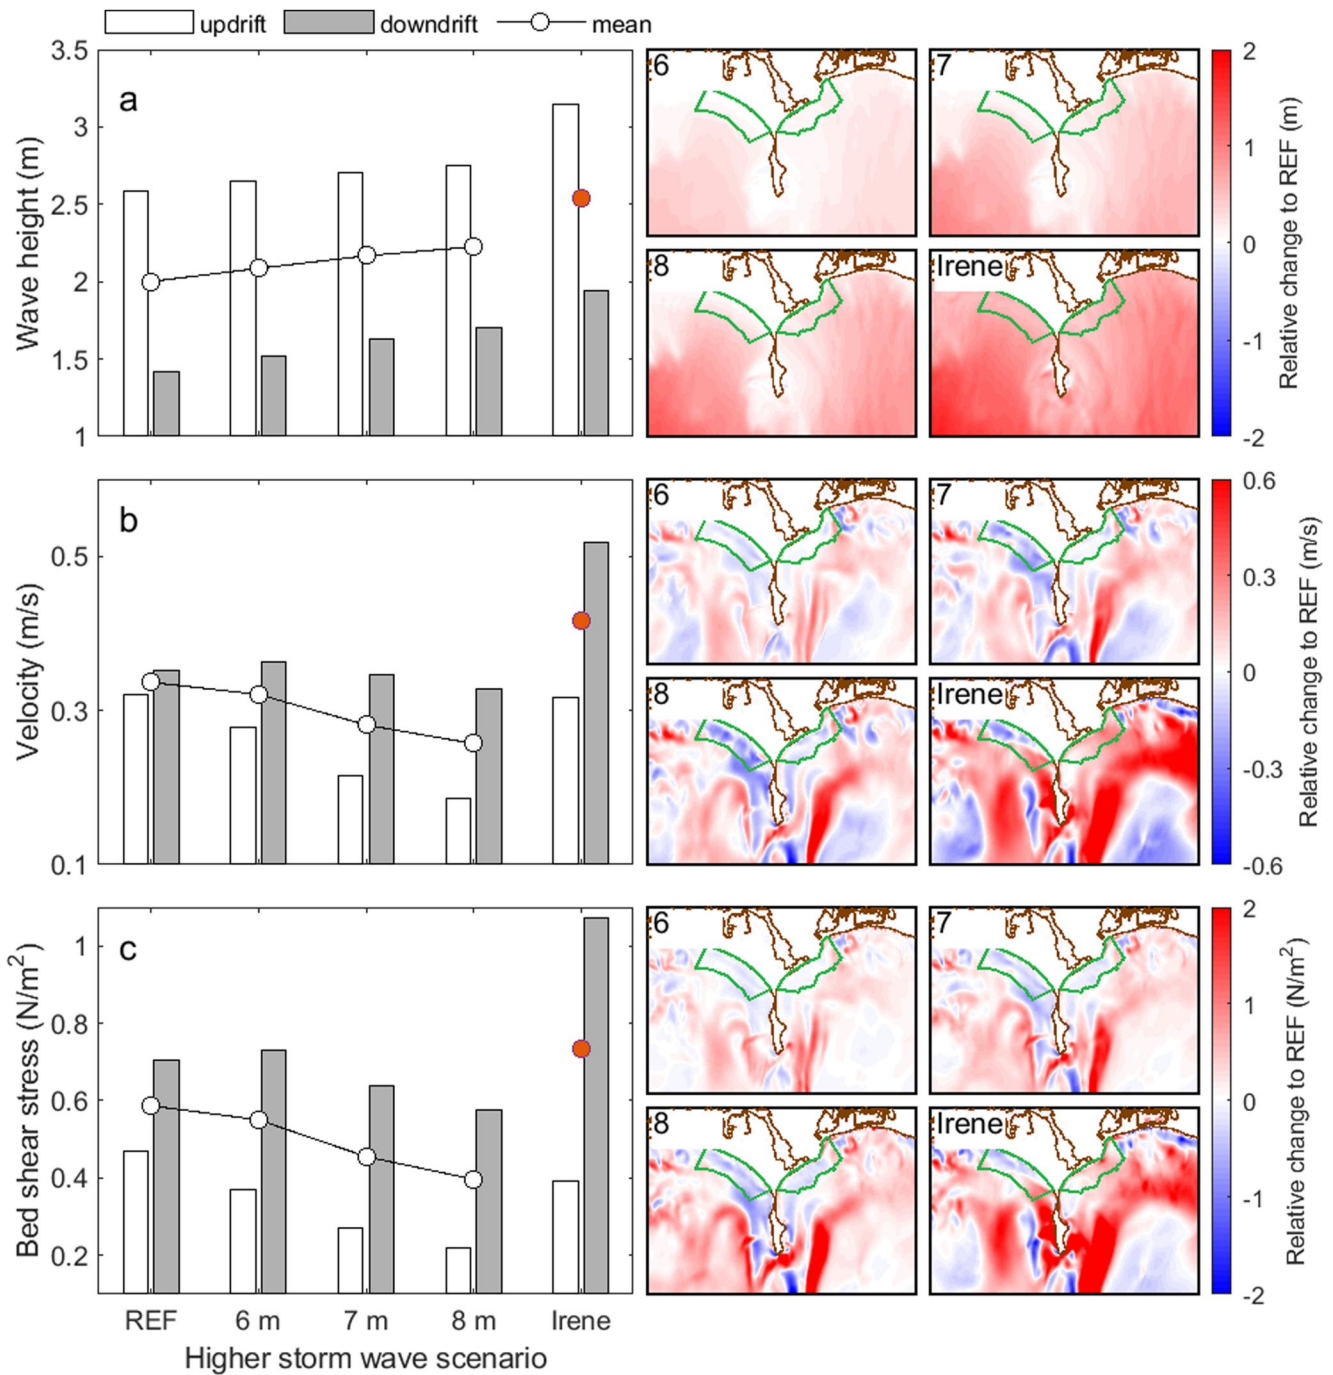 updrift downdrift mean
a
Wave height (m)
3.5
3
2.5
2
1.5
1
6
7
8
Irene
2
1
0
-1
-2
Relative change to REF (m)
b
Velocity (m/s)
0.5
0.3
0.1
6
7
8
Irene
0.6
0.3
0
-0.3
-0.6
Relative change to REF (m/s)
c
Bed shear stress (N/m²)
1
0.8
0.6
0.4
0.2
6
7
8
Irene
2
1
0
-1
-2
Relative change to REF (N/m²)
REF 6 m 7 m 8 m Irene
Higher storm wave scenario